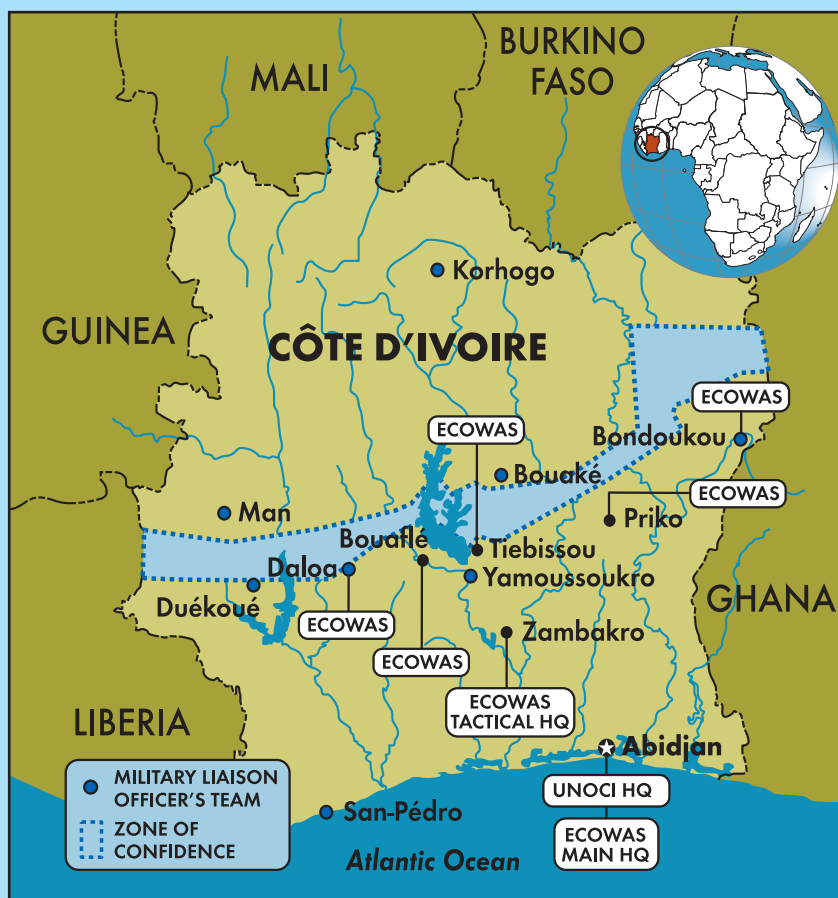 MALI
BURKINO
FASO
Korhogo
GUINEA
CÔTE D'IVOIRE
ECOWAS
ECOWAS
Bondoukou
Bouaké
ECOWAS
Man
Priko
Bouaflé
Tiebissou
Daloa
Yamoussoukro
Duékoué
GHANA
ECOWAS
Zambakro
ECOWAS
ECOWAS
TACTICAL HQ
LIBERIA
Abidjan
MILITARY LIAISON
OFFICER'S TEAM
ZONE OF
CONFIDENCE
UNOCI HQ
San-Pédro
ECOWAS
MAIN HQ
Atlantic Ocean